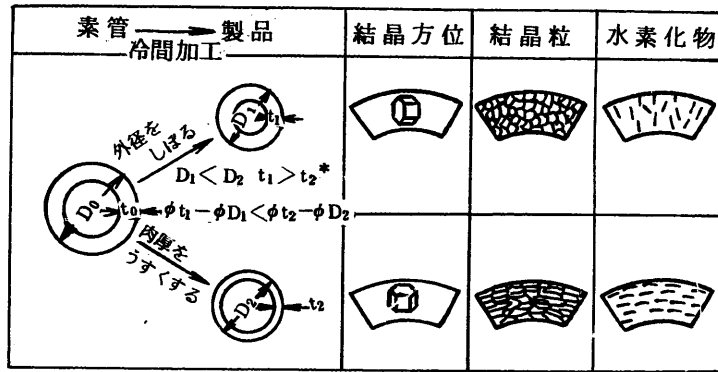 素管 → 製品
冷間加工
結晶方位
結晶粒
水素化物
外径を
しぼる
D₁
t₁
D₁<D₂ t₁>t₂*
D₀
t₀
φt₁−φD₁<φt₂−φD₂
肉厚を
うすくする
D₂
t₂